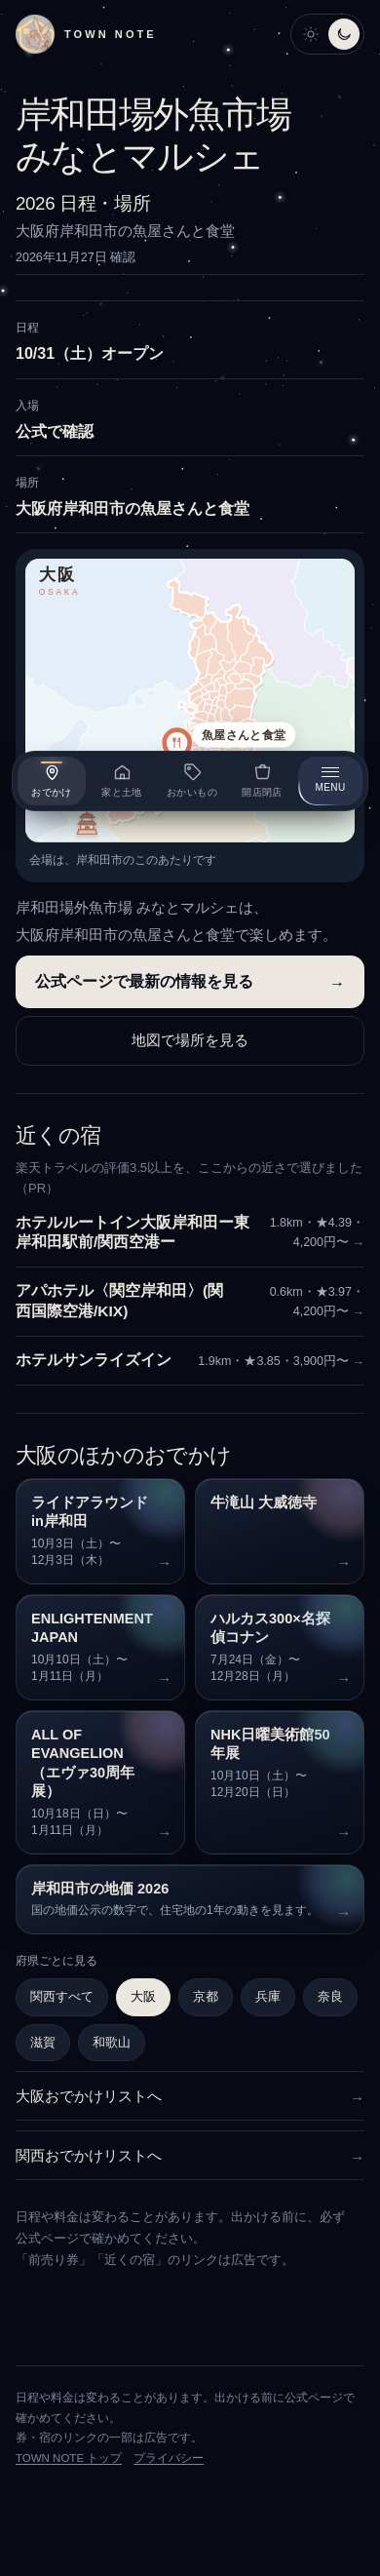 TOWN NOTE
岸和田場外魚市場
みなとマルシェ
2026 日程・場所
大阪府岸和田市の魚屋さんと食堂
2026年11月27日 確認
日程
10/31（土）オープン
入場
公式で確認
場所
大阪府岸和田市の魚屋さんと食堂
大阪
OSAKA
魚屋さんと食堂
おでかけ
家と土地
おかいもの
開店閉店
MENU
会場は、岸和田市のこのあたりです
岸和田場外魚市場 みなとマルシェは、
大阪府岸和田市の魚屋さんと食堂で楽しめます。
公式ページで最新の情報を見る →
地図で場所を見る
近くの宿
楽天トラベルの評価3.5以上を、ここからの近さで選びました
（PR）
ホテルルートイン大阪岸和田ー東
岸和田駅前/関西空港ー
1.8km・★4.39・
4,200円〜 →
アパホテル〈関空岸和田〉(関
西国際空港/KIX)
0.6km・★3.97・
4,200円〜 →
ホテルサンライズイン
1.9km・★3.85・3,900円〜 →
大阪のほかのおでかけ
ライドアラウンド
in岸和田
10月3日（土）〜
12月3日（木）
→
牛滝山 大威徳寺
→
ENLIGHTENMENT
JAPAN
10月10日（土）〜
1月11日（月）
→
ハルカス300×名探
偵コナン
7月24日（金）〜
12月28日（月）
→
ALL OF
EVANGELION
（エヴァ30周年
展）
10月18日（日）〜
1月11日（月）
→
NHK日曜美術館50
年展
10月10日（土）〜
12月20日（日）
→
岸和田市の地価 2026
国の地価公示の数字で、住宅地の1年の動きを見ます。
→
府県ごとに見る
関西すべて
大阪
京都
兵庫
奈良
滋賀
和歌山
大阪おでかけリストへ →
関西おでかけリストへ →
日程や料金は変わることがあります。出かける前に、必ず
公式ページで確かめてください。
「前売り券」「近くの宿」のリンクは広告です。
日程や料金は変わることがあります。出かける前に公式ページで
確かめてください。
券・宿のリンクの一部は広告です。
TOWN NOTE トップ プライバシー